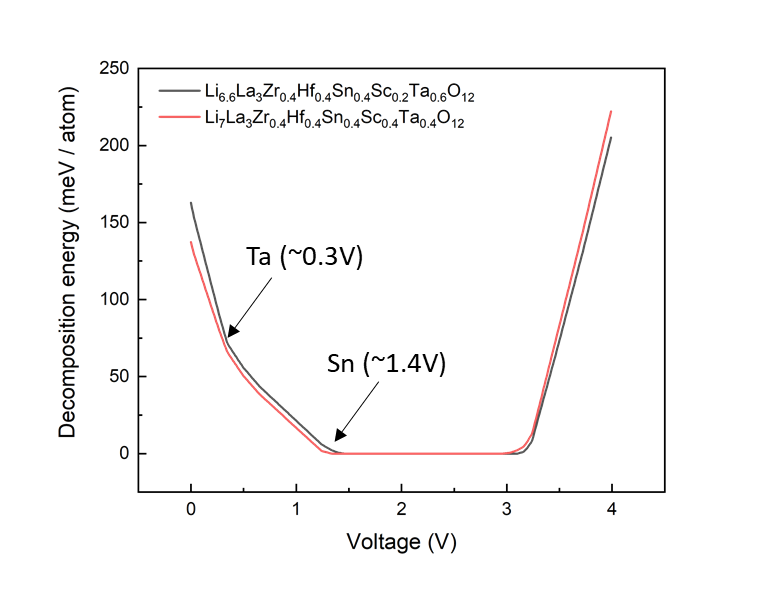 250
200
150
100
50
0
Decomposition energy (meV / atom)
Li6.6La3Zr0.4Hf0.4Sn0.4Sc0.2Ta0.6O12
Li7La3Zr0.4Hf0.4Sn0.4Sc0.4Ta0.4O12
Ta (~0.3V)
Sn (~1.4V)
0 1 2 3 4
Voltage (V)